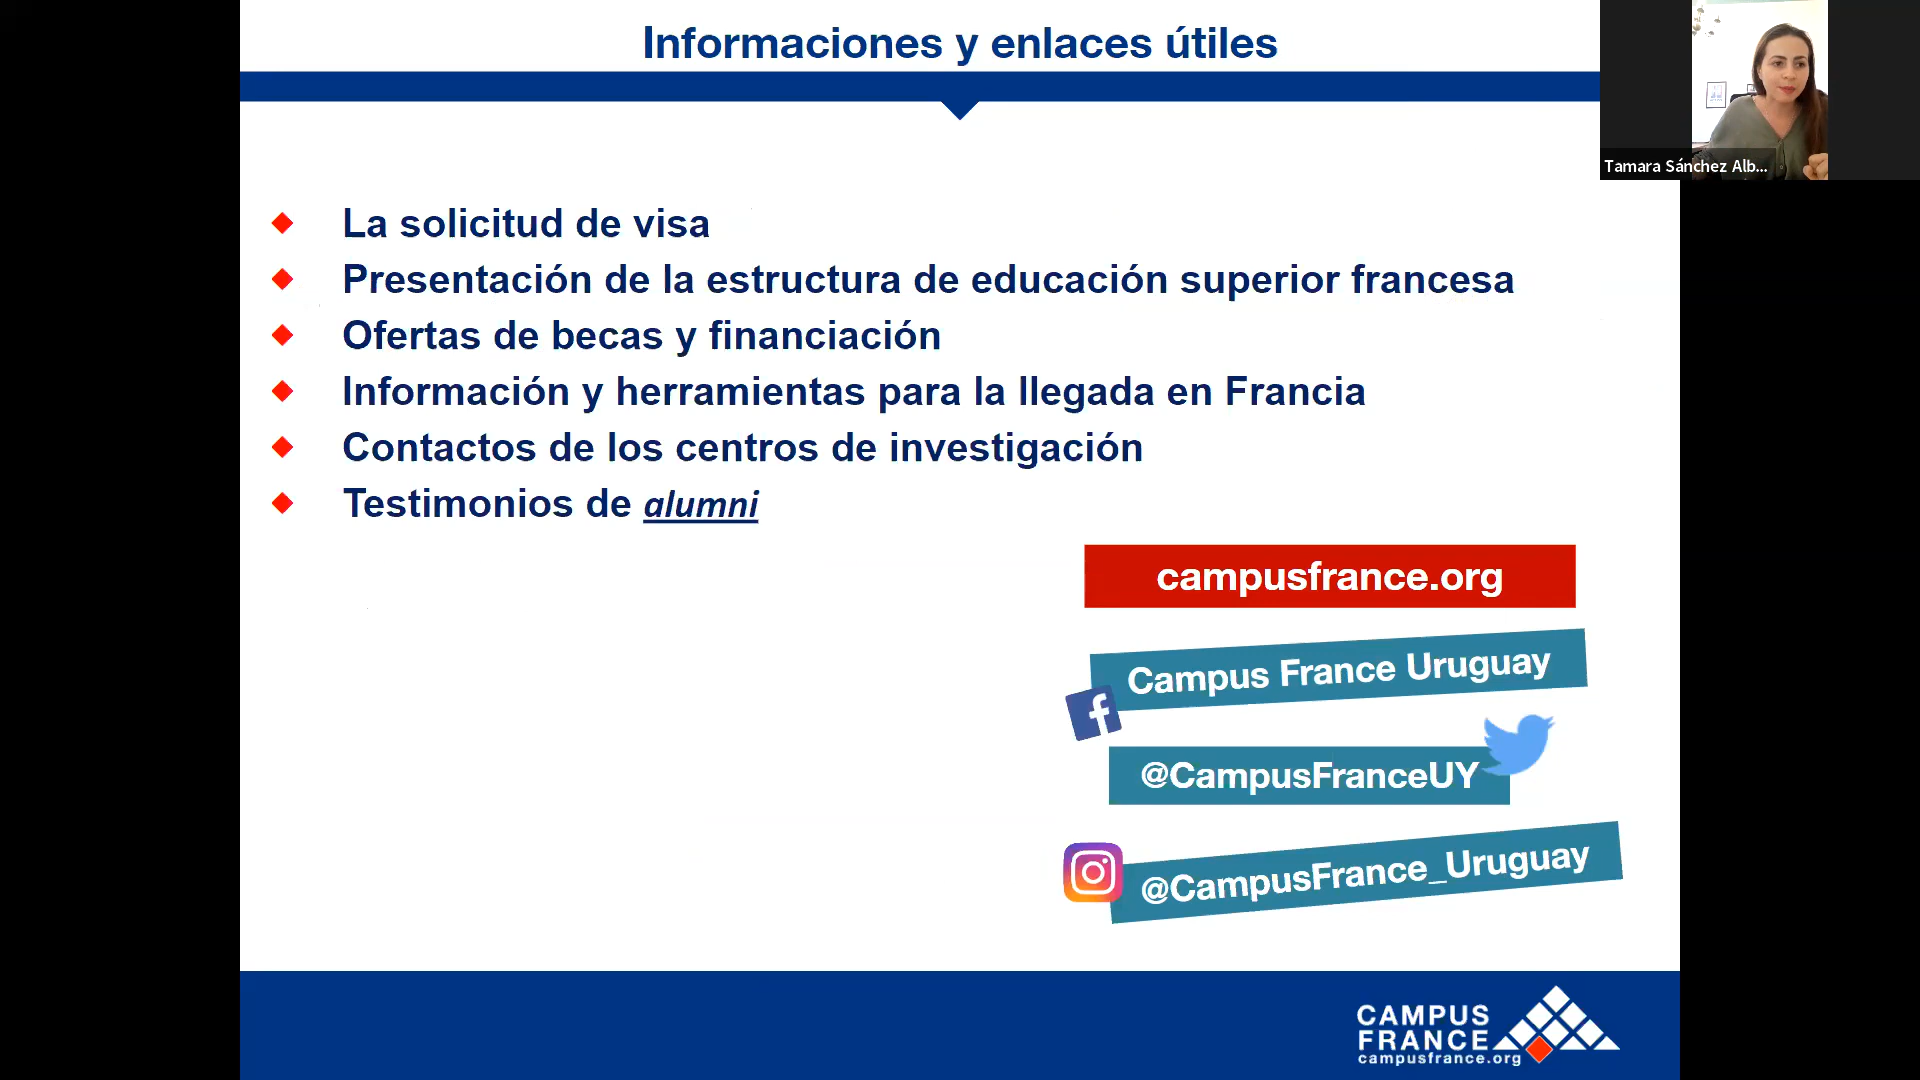 Informaciones y enlaces útiles
Tamara Sánchez Alb...
La solicitud de visa
Presentación de la estructura de educación superior francesa
Ofertas de becas y financiación
Información y herramientas para la llegada en Francia
Contactos de los centros de investigación
Testimonios de alumni
campusfrance.org
Campus France Uruguay
@CampusFranceUY
@CampusFrance_Uruguay
CAMPUS
FRANCE
campusfrance.org